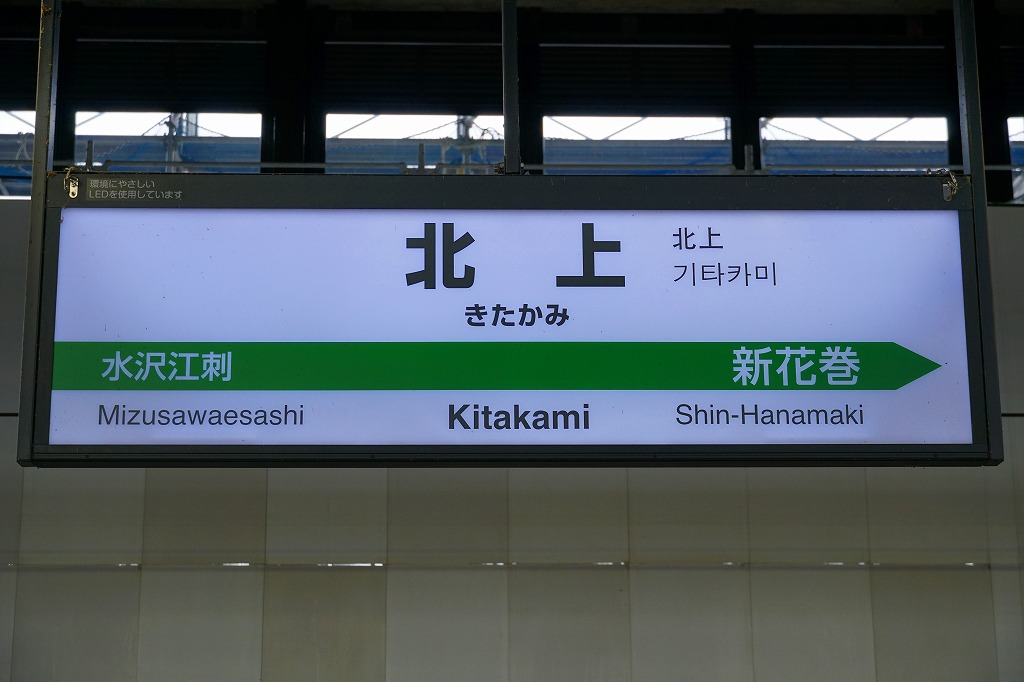 環境にやさしい
LEDを使用しています
北上
北上
기타카미
きたかみ
水沢江刺 新花巻
Mizusawaesashi Kitakami Shin-Hanamaki